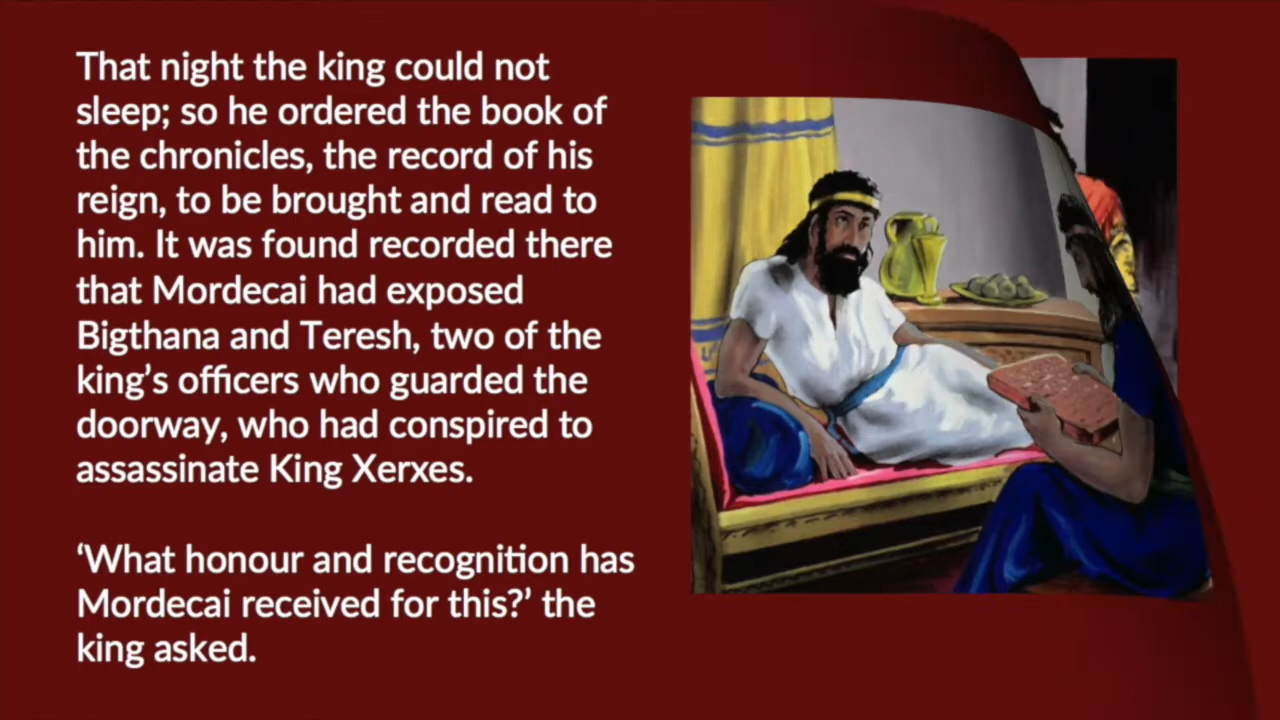 That night the king could not
sleep; so he ordered the book of
the chronicles, the record of his
reign, to be brought and read to
him. It was found recorded there
that Mordecai had exposed
Bigthana and Teresh, two of the
king’s officers who guarded the
doorway, who had conspired to
assassinate King Xerxes.
‘What honour and recognition has
Mordecai received for this?’ the
king asked.